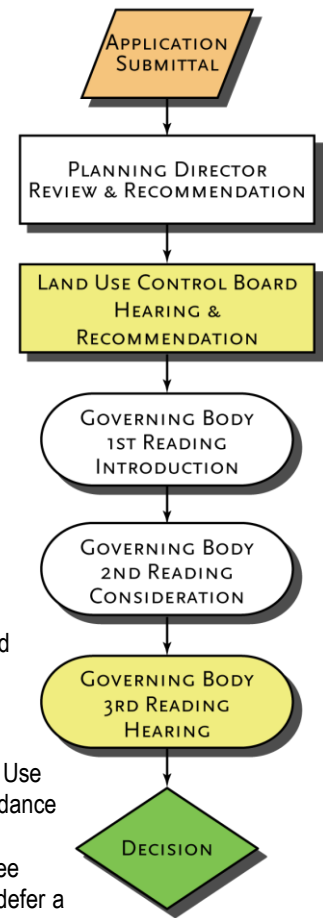 APPLICATION
SUBMITTAL
PLANNING DIRECTOR
REVIEW & RECOMMENDATION
LAND USE CONTROL BOARD
HEARING &
RECOMMENDATION
GOVERNING BODY
1ST READING
INTRODUCTION
GOVERNING BODY
2ND READING
CONSIDERATION
GOVERNING BODY
3RD READING
HEARING
DECISION
d
Use
dance
ee
defer a